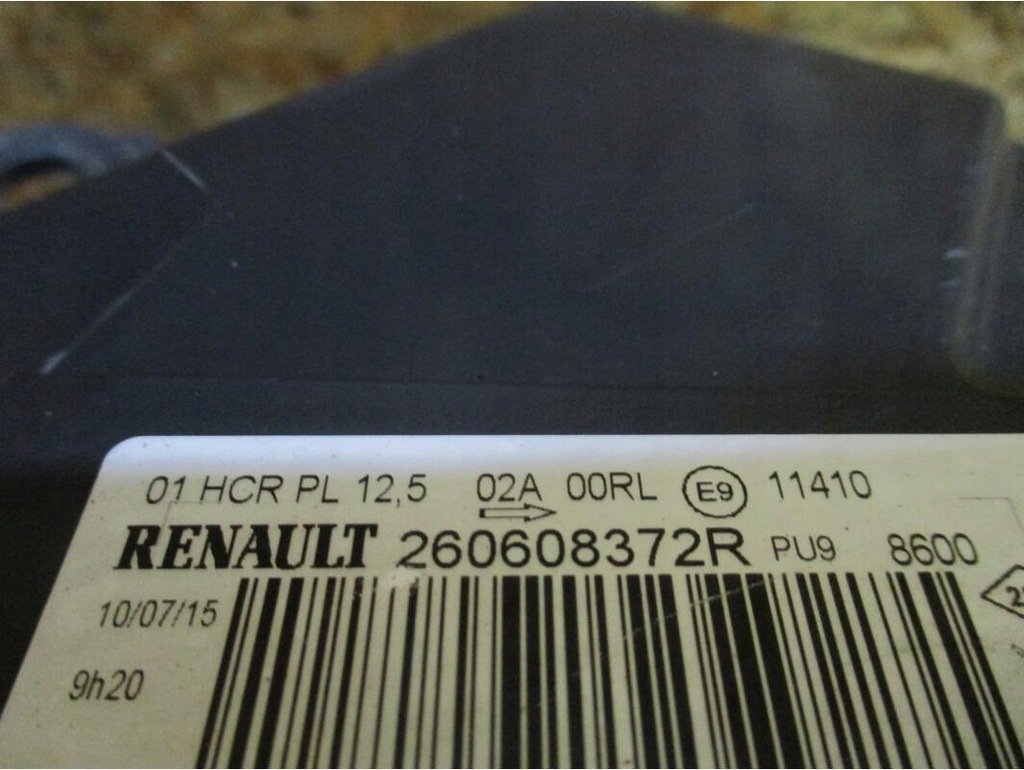 01 HCR PL 12,5 02A 00RL E9 11410
RENAULT 260608372R PU9 8600
10/07/15
9h20